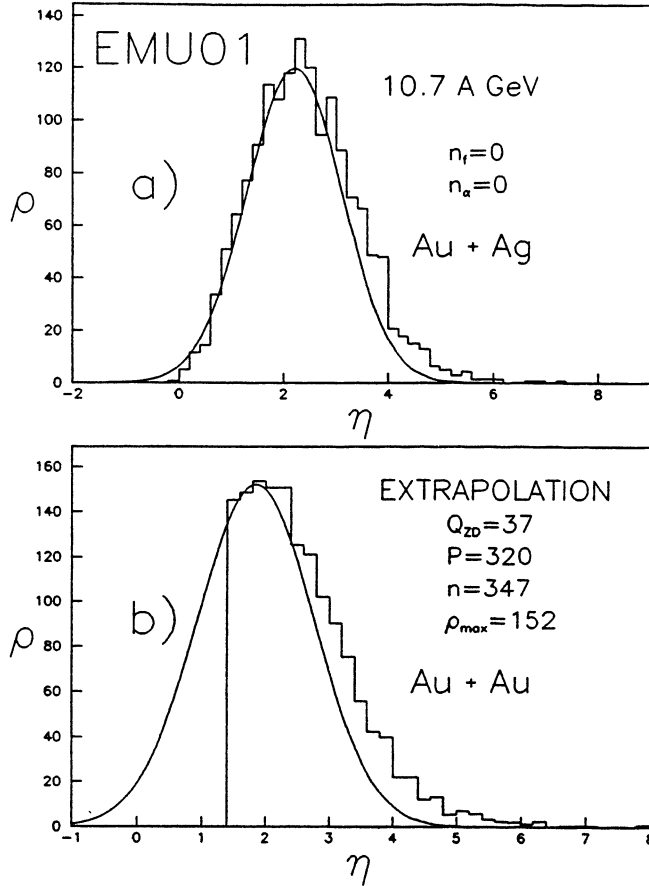 EMU01
10.7 A GeV
n_f=0
n_α=0
a)
Au + Ag
ρ
140
120
100
80
60
40
20
0
-2 0 2 4 6 8
η
EXTRAPOLATION
Q_ZD=37
P=320
n=347
ρ_max=152
b)
Au + Au
ρ
160
140
120
100
80
60
40
20
0
-1 0 1 2 3 4 5 6 7 8
η